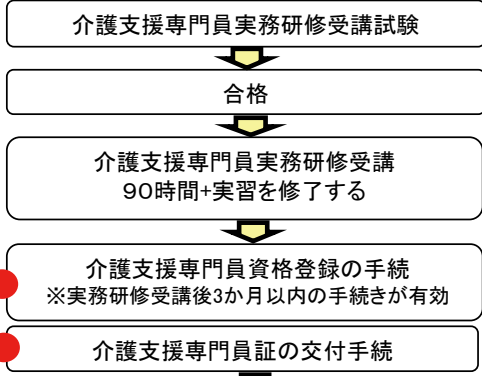 介護支援専門員実務研修受講試験
合格
介護支援専門員実務研修受講
90時間+実習を修了する
介護支援専門員資格登録の手続
※実務研修受講後3か月以内の手続きが有効
介護支援専門員証の交付手続